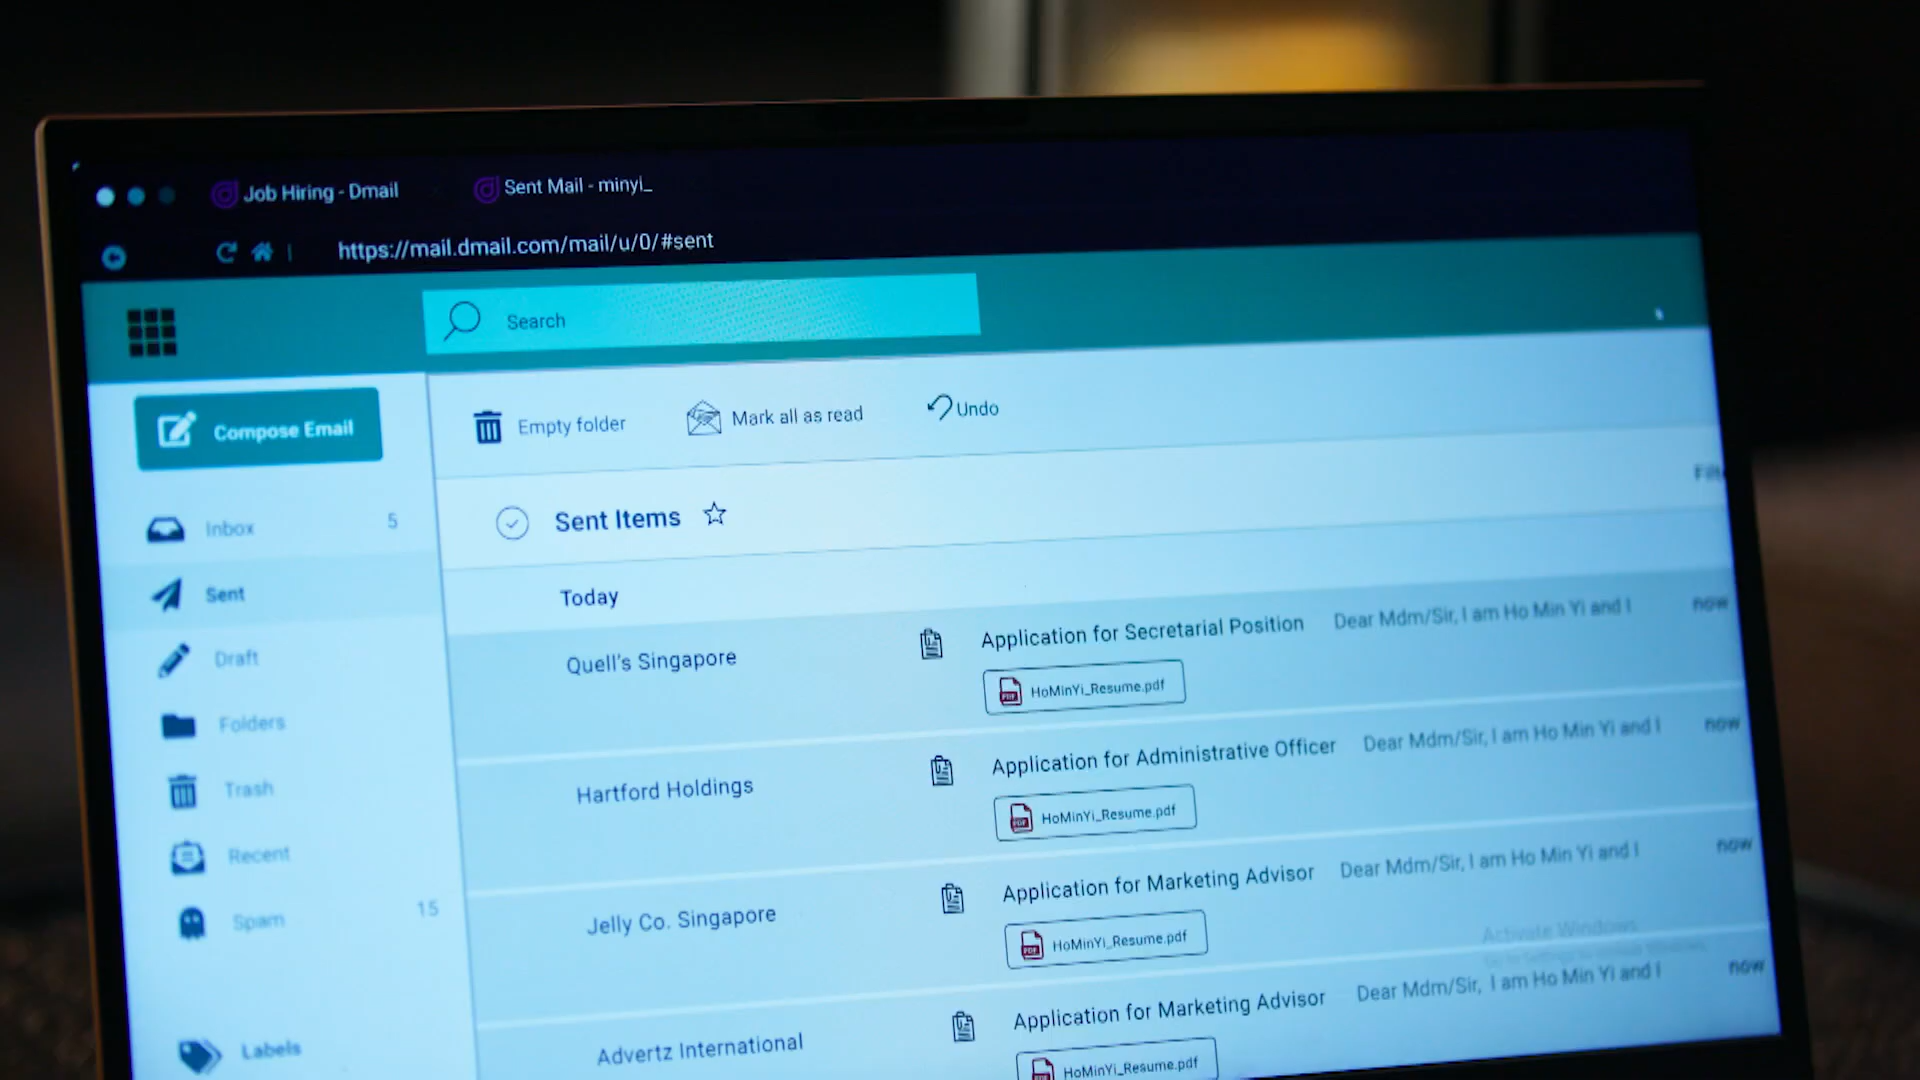 Job Hiring - Dmail
Sent Mail - minyi_
https://mail.dmail.com/mail/u/0/#sent
Search
Compose Email
Empty folder
Mark all as read
Undo
Inbox 5
Sent
Draft
Folders
Trash
Recent
Spam 15
Labels
Sent Items
Today
Quell's Singapore
Application for Secretarial Position Dear Mdm/Sir, I am Ho Min Yi and I now
HoMinYi_Resume.pdf
Hartford Holdings
Application for Administrative Officer Dear Mdm/Sir, I am Ho Min Yi and I now
HoMinYi_Resume.pdf
Jelly Co. Singapore
Application for Marketing Advisor Dear Mdm/Sir, I am Ho Min Yi and I now
HoMinYi_Resume.pdf
Activate Windows
Advertz International
Application for Marketing Advisor Dear Mdm/Sir, I am Ho Min Yi and I now
HoMinYi_Resume.pdf